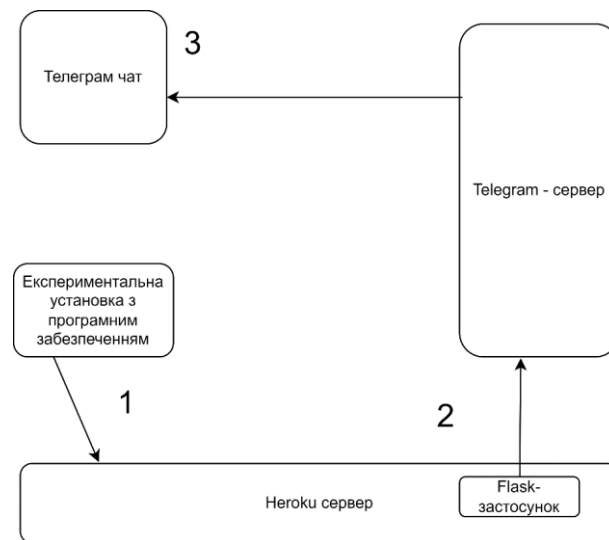 3
Телеграм чат
Telegram - сервер
Експериментальна
установка з
програмним
забезпеченням
1
2
Heroku сервер
Flask-
застосунок